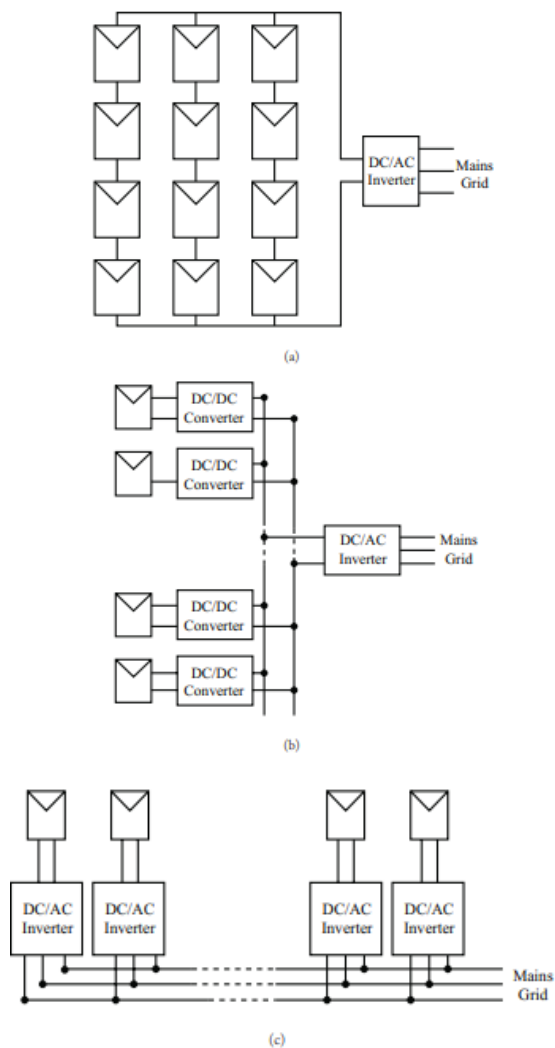 DC/AC
Inverter
Mains
Grid
(a)
DC/DC
Converter
DC/DC
Converter
DC/AC
Inverter
Mains
Grid
DC/DC
Converter
DC/DC
Converter
(b)
DC/AC
Inverter
DC/AC
Inverter
DC/AC
Inverter
DC/AC
Inverter
Mains
Grid
(c)